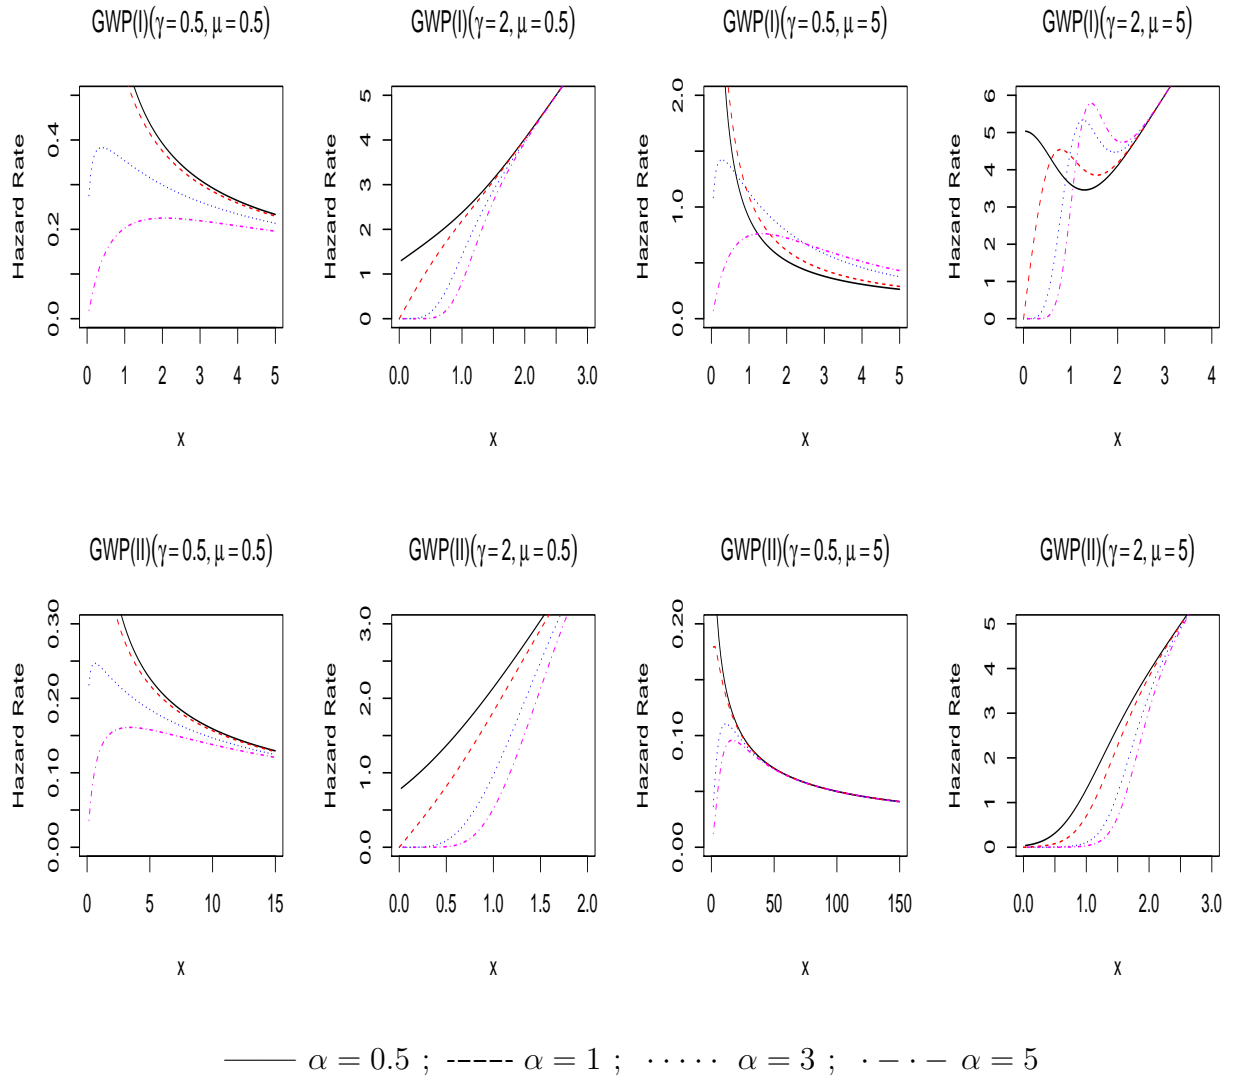 GWP(I)(γ = 0.5, μ = 0.5)
Hazard Rate
0.0 0.2 0.4
0 1 2 3 4 5
x
GWP(I)(γ = 2, μ = 0.5)
Hazard Rate
0 1 2 3 4 5
0.0 1.0 2.0 3.0
x
GWP(I)(γ = 0.5, μ = 5)
Hazard Rate
0.0 1.0 2.0
0 1 2 3 4 5
x
GWP(I)(γ = 2, μ = 5)
Hazard Rate
0 1 2 3 4 5 6
0 1 2 3 4
x
GWP(II)(γ = 0.5, μ = 0.5)
Hazard Rate
0.00 0.10 0.20 0.30
0 5 10 15
x
GWP(II)(γ = 2, μ = 0.5)
Hazard Rate
0.0 1.0 2.0 3.0
0.0 0.5 1.0 1.5 2.0
x
GWP(II)(γ = 0.5, μ = 5)
Hazard Rate
0.00 0.10 0.20
0 50 100 150
x
GWP(II)(γ = 2, μ = 5)
Hazard Rate
0 1 2 3 4 5
0.0 1.0 2.0 3.0
x
α = 0.5 ; α = 1 ; α = 3 ; α = 5